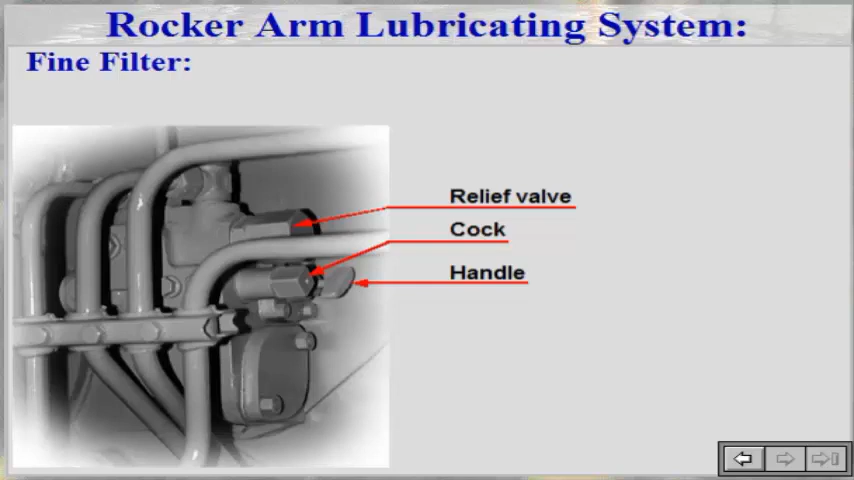 Rocker Arm Lubricating System:
Fine Filter:
Relief valve
Cock
Handle